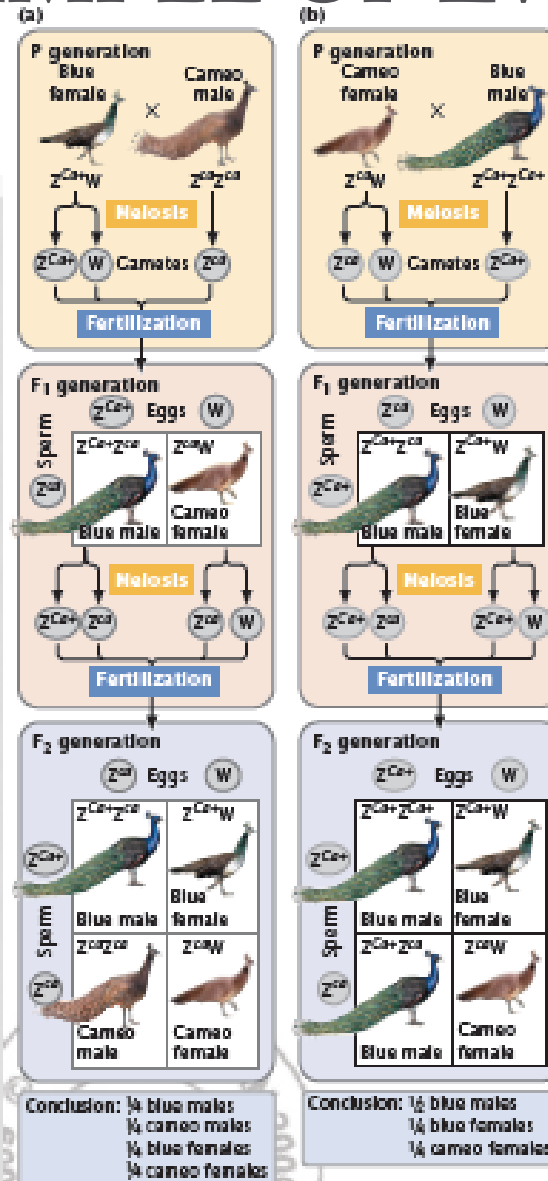 (a)
P generation
Blue female
Cameo male
×
Z^Ca+W
Z^caZ^ca
Meiosis
Z^Ca+ W Gametes Z^ca
Fertilization
F₁ generation
Z^Ca+ Eggs W
Sperm
Z^ca
Z^Ca+Z^ca
Z^caW
Blue male
Cameo female
Meiosis
Z^Ca+ Z^ca Z^ca W
Fertilization
F₂ generation
Z^ca Eggs W
Sperm
Z^Ca+
Z^Ca+Z^ca
Z^Ca+W
Blue male
Blue female
Z^ca
Z^caZ^ca
Z^caW
Cameo male
Cameo female
Conclusion: ¼ blue males
¼ cameo males
¼ blue females
¼ cameo females
(b)
P generation
Cameo female
Blue male
×
Z^caW
Z^Ca+Z^Ca+
Meiosis
Z^ca W Gametes Z^Ca+
Fertilization
F₁ generation
Z^ca Eggs W
Sperm
Z^Ca+
Z^Ca+Z^ca
Z^Ca+W
Blue male
Blue female
Meiosis
Z^Ca+ Z^ca Z^Ca+ W
Fertilization
F₂ generation
Z^Ca+ Eggs W
Sperm
Z^Ca+
Z^Ca+Z^Ca+
Z^Ca+W
Blue male
Blue female
Z^ca
Z^Ca+Z^ca
Z^caW
Blue male
Cameo female
Conclusion: ½ blue males
¼ blue females
¼ cameo females